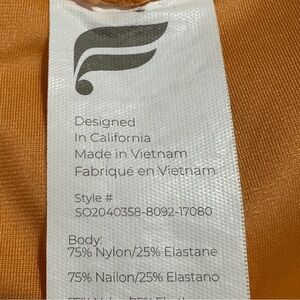 Designed
In California
Made in Vietnam
Fabriqué en Vietnam
Style #
SO2040358-8092-17080
Body:
75% Nylon/25% Elastane
75% Nailon/25% Elastano